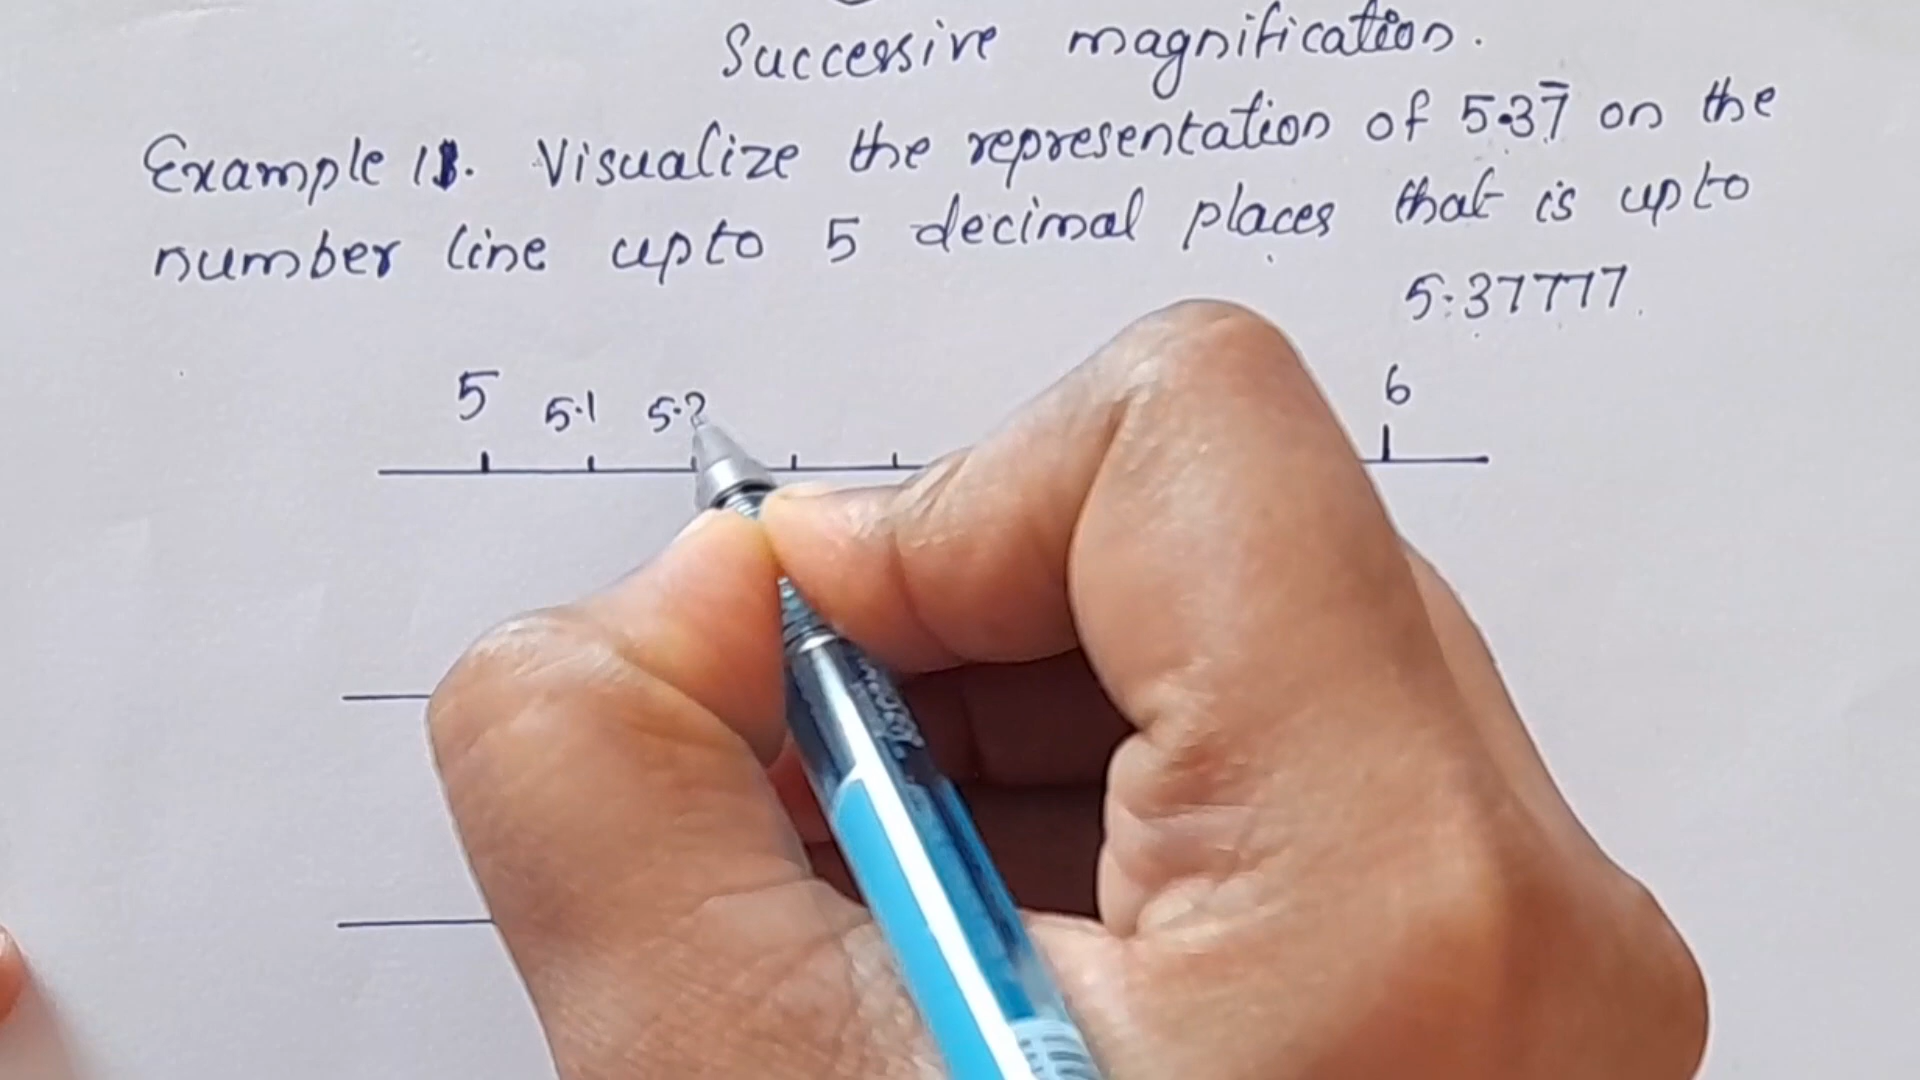 Successive magnification.
Example 11. Visualize the representation of 5.37̅ on the
number line upto 5 decimal places that is upto
5.37777.
5 5.1 5.2 6